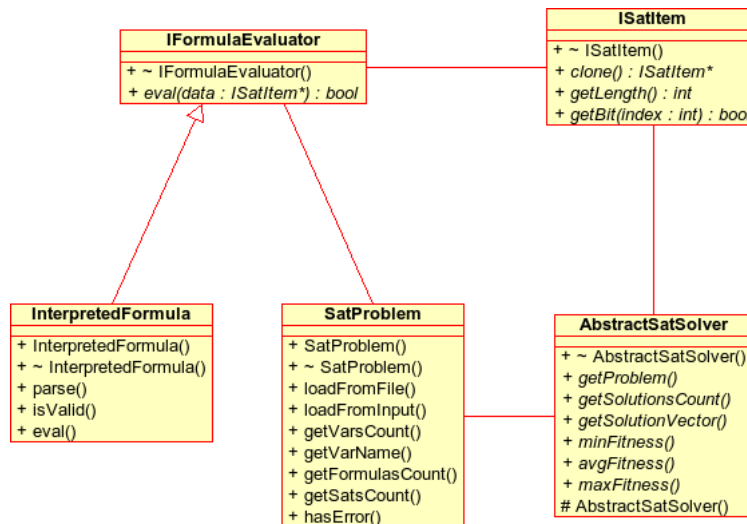 IFormulaEvaluator
+ ~ IFormulaEvaluator()
+ eval(data : ISatItem*) : bool
ISatItem
+ ~ ISatItem()
+ clone() : ISatItem*
+ getLength() : int
+ getBit(index : int) : bool
InterpretedFormula
+ InterpretedFormula()
+ ~ InterpretedFormula()
+ parse()
+ isValid()
+ eval()
SatProblem
+ SatProblem()
+ ~ SatProblem()
+ loadFromFile()
+ loadFromInput()
+ getVarsCount()
+ getVarName()
+ getFormulasCount()
+ getSatsCount()
+ hasError()
AbstractSatSolver
+ ~ AbstractSatSolver()
+ getProblem()
+ getSolutionsCount()
+ getSolutionVector()
+ minFitness()
+ avgFitness()
+ maxFitness()
# AbstractSatSolver()